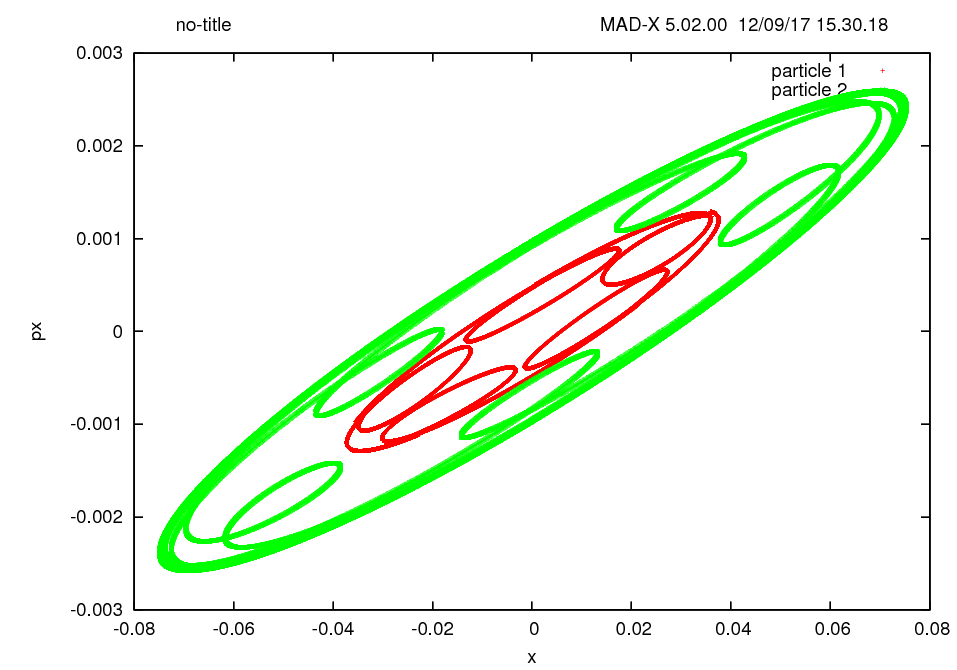 no-title MAD-X 5.02.00 12/09/17 15.30.18
0.003
particle 1
particle 2
0.002
0.001
0
px
-0.001
-0.002
-0.003
-0.08 -0.06 -0.04 -0.02 0 0.02 0.04 0.06 0.08
x